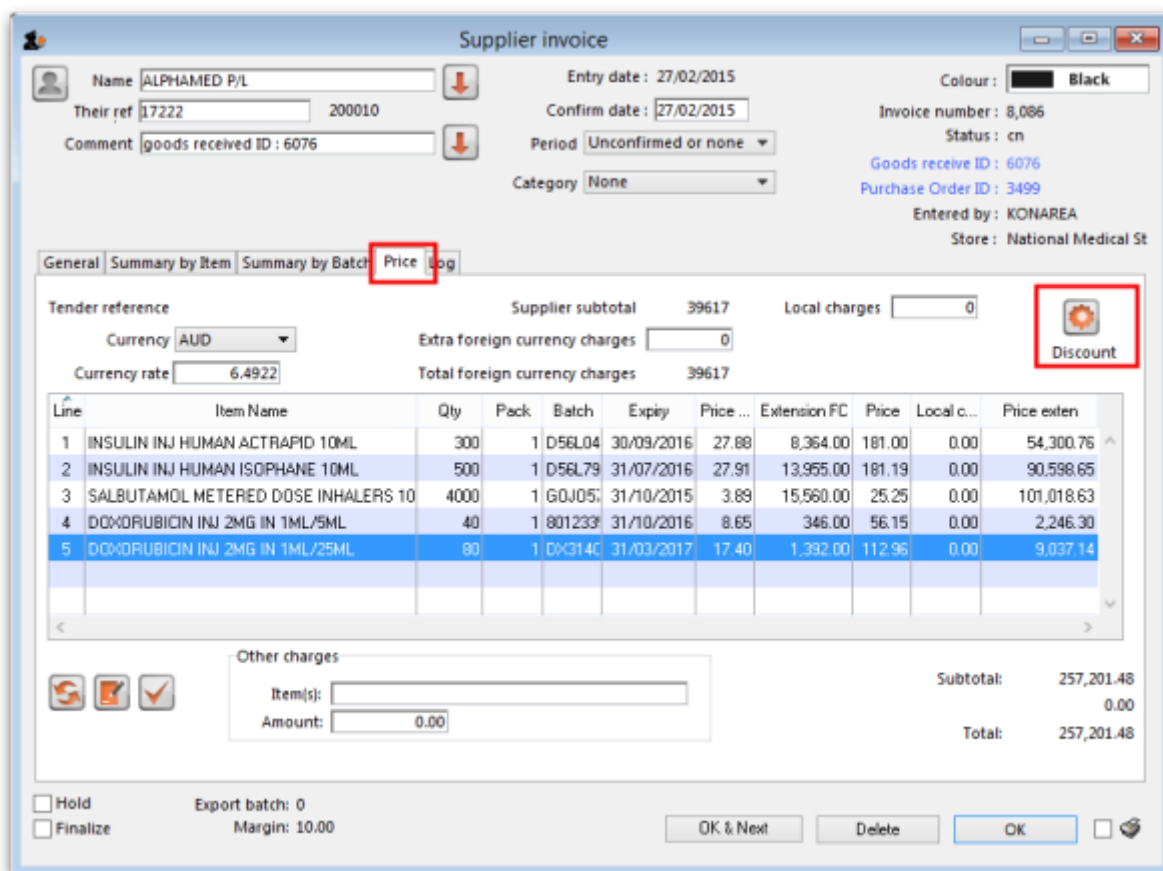 Supplier invoice
Name ALPHAMED P/L
Their ref 17222 200010
Comment goods received ID : 6076
Entry date : 27/02/2015
Confirm date : 27/02/2015
Period Unconfirmed or none
Category None
Colour : Black
Invoice number : 8,086
Status : cn
Goods receive ID : 6076
Purchase Order ID : 3499
Entered by : KONAREA
Store : National Medical St
General Summary by Item Summary by Batch Price Log
Tender reference
Currency AUD
Currency rate 6.4922
Supplier subtotal 39617
Extra foreign currency charges 0
Total foreign currency charges 39617
Local charges 0
Discount
Line Item Name Qty Pack Batch Expiry Price ... Extension FC Price Local c... Price exten
1 INSULIN INJ HUMAN ACTRAPID 10ML 300 1 D56L04 30/09/2016 27.88 8,364.00 181.00 0.00 54,300.76
2 INSULIN INJ HUMAN ISOPHANE 10ML 500 1 D56L79 31/07/2016 27.91 13,955.00 181.19 0.00 90,598.65
3 SALBUTAMOL METERED DOSE INHALERS 10 4000 1 GOJ05 31/10/2015 3.89 15,560.00 25.25 0.00 101,018.63
4 DOXORUBICIN INJ 2MG IN 1ML/5ML 40 1 801233 31/10/2016 8.65 346.00 56.15 0.00 2,246.30
5 DOXORUBICIN INJ 2MG IN 1ML/25ML 80 1 DX314C 31/03/2017 17.40 1,392.00 112.96 0.00 9,037.14
Other charges
Item(s):
Amount: 0.00
Subtotal: 257,201.48
0.00
Total: 257,201.48
Hold
Finalize
Export batch: 0
Margin: 10.00
OK & Next Delete OK